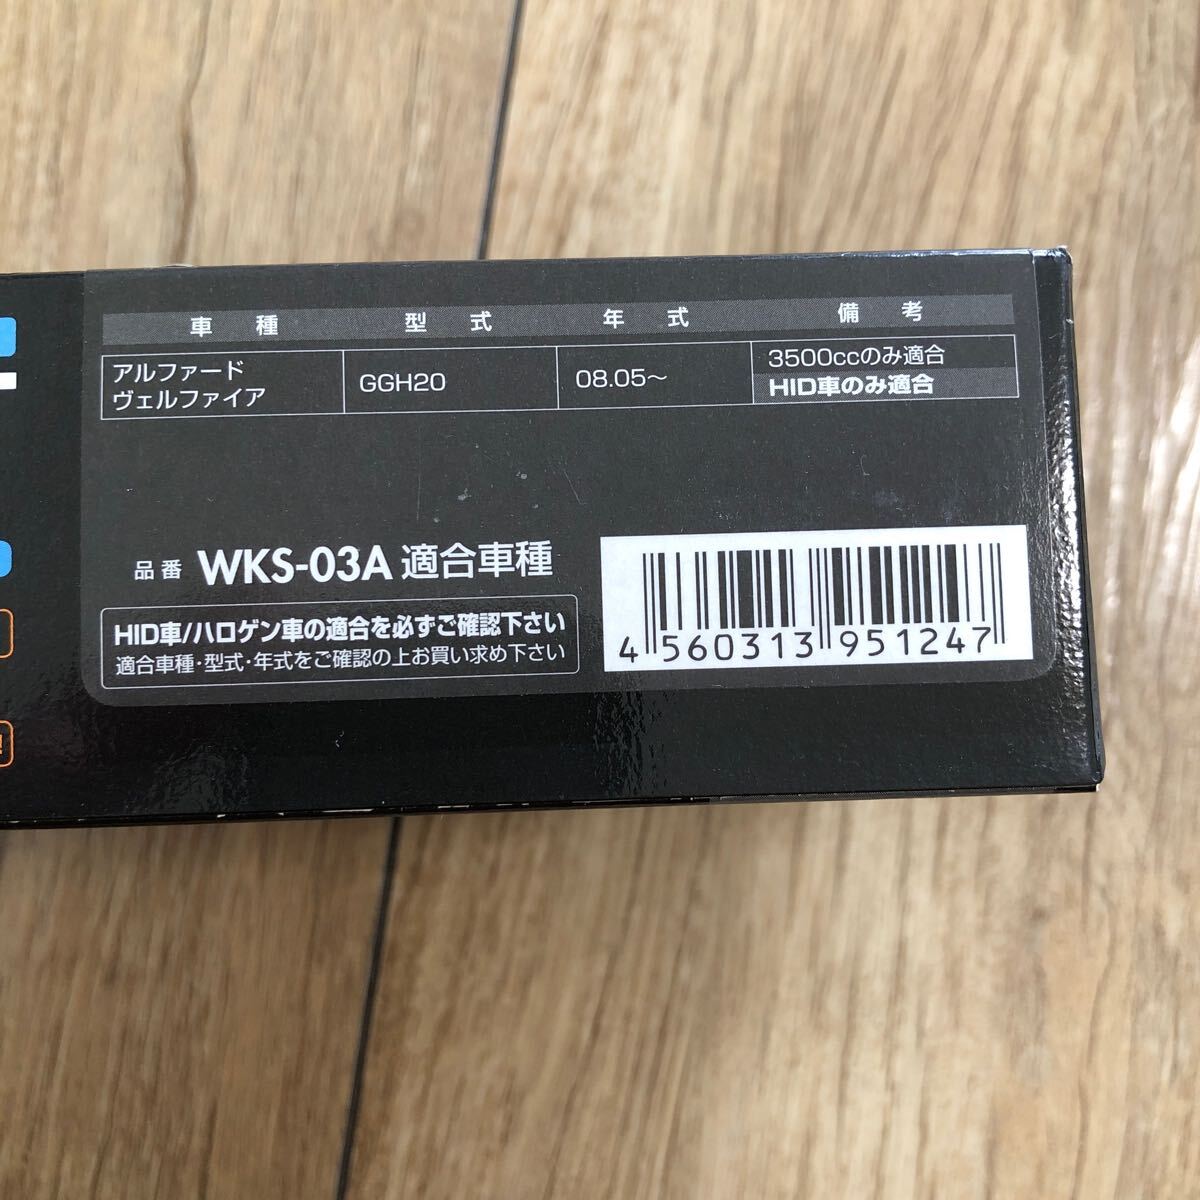 車種 型式 年式 備考
アルファード
ヴェルファイア
GGH20
08.05～
3500ccのみ適合
HID車のみ適合
品番 WKS-03A 適合車種
HID車/ハロゲン車の適合を必ずご確認下さい
適合車種・型式・年式をご確認の上お買い求め下さい
4 560313 951247
!